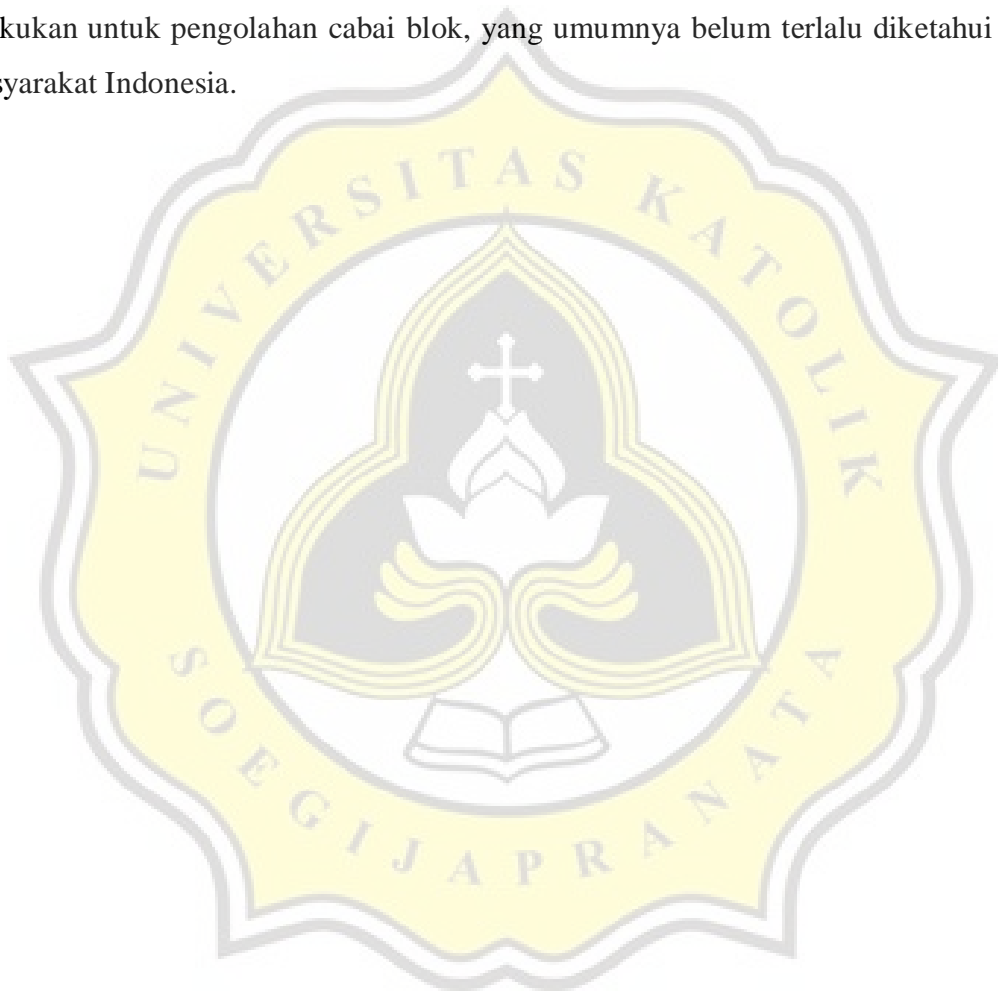 kukan untuk pengolahan cabai blok, yang umumnya belum terlalu diketahui
syarakat Indonesia.
UNIVERSITAS KATOLIK
SOEGIJAPRANATA